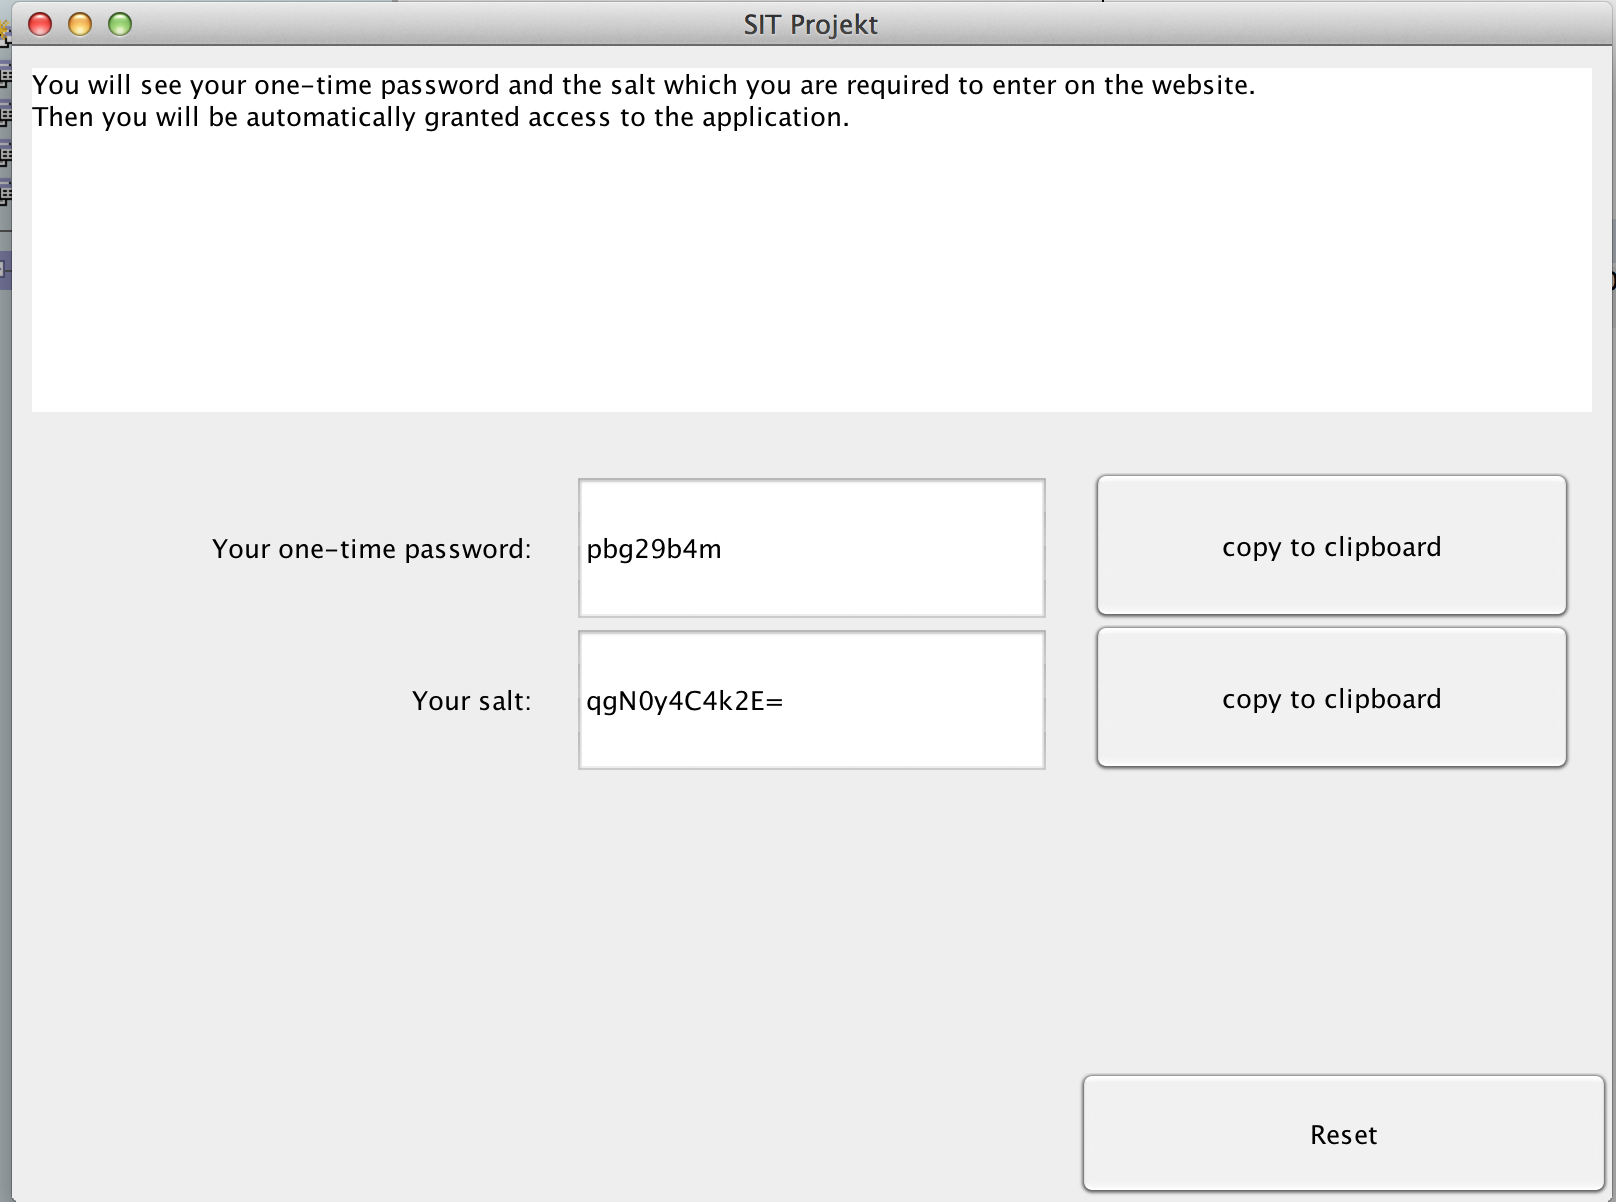 SIT Projekt
You will see your one-time password and the salt which you are required to enter on the website.
Then you will be automatically granted access to the application.
Your one-time password: pbg29b4m copy to clipboard
Your salt: qgN0y4C4k2E= copy to clipboard
Reset